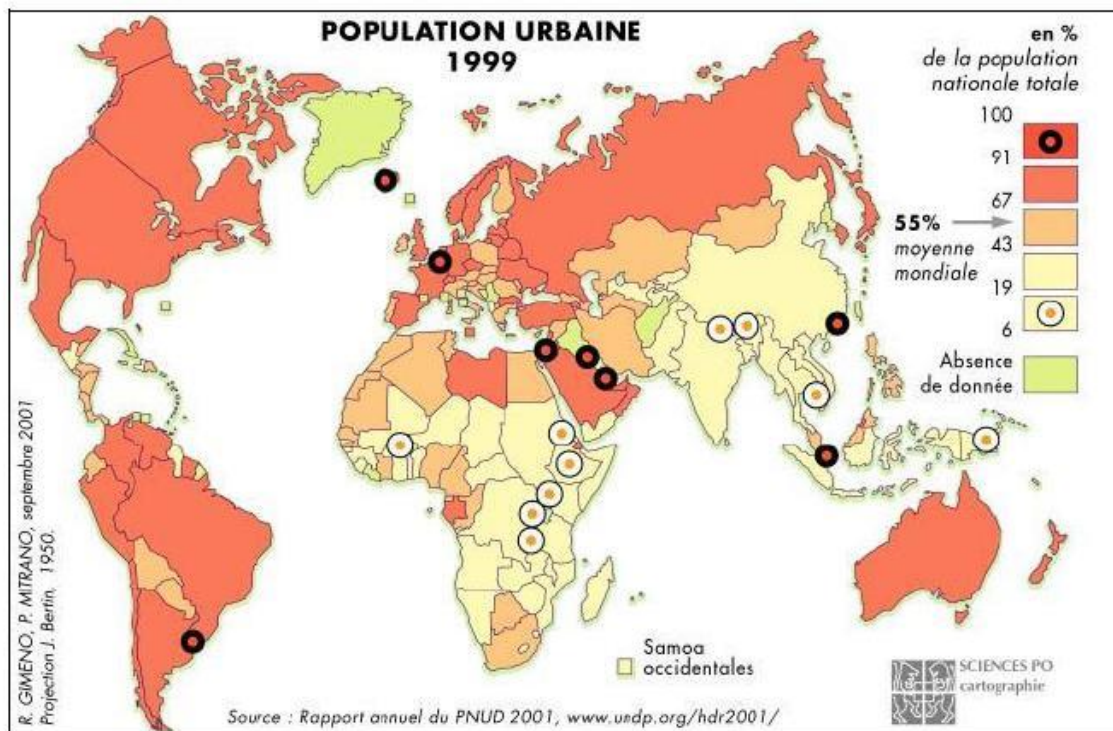 POPULATION URBAINE
1999
en %
de la population
nationale totale
100
91
67
55%
moyenne
mondiale
43
19
6
Absence
de donnée
R. GIMENO, P. MITRANO, septembre 2001
Projection J. Bertin, 1950.
Samoa
occidentales
SCIENCES PO
cartographie
Source : Rapport annuel du PNUD 2001, www.undp.org/hdr2001/